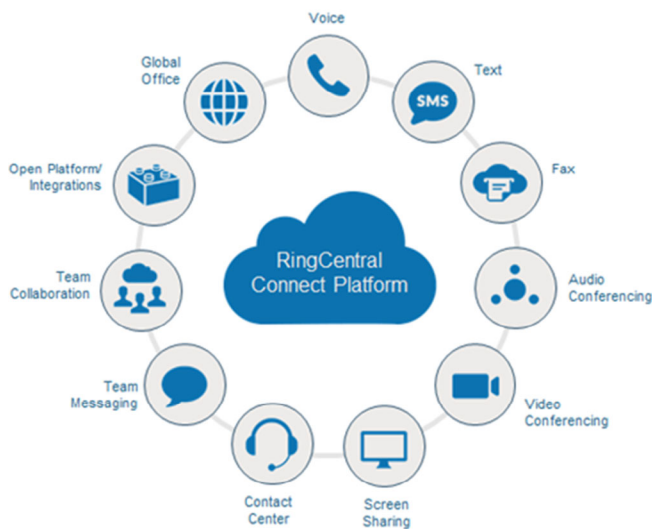 Voice
Global
Office
Text
SMS
Open Platform/
Integrations
Fax
RingCentral
Connect Platform
Team
Collaboration
Audio
Conferencing
Team
Messaging
Video
Conferencing
Contact
Center
Screen
Sharing